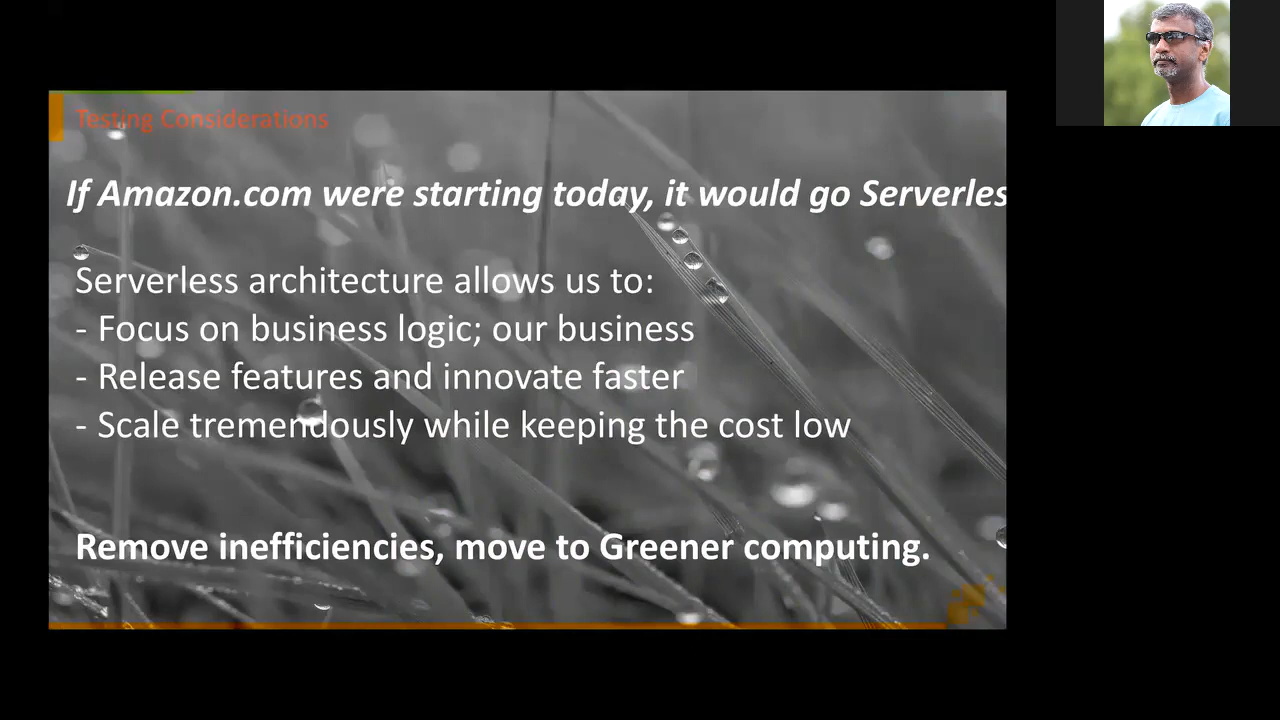 Testing Considerations
If Amazon.com were starting today, it would go Serverles
Serverless architecture allows us to:
- Focus on business logic; our business
- Release features and innovate faster
- Scale tremendously while keeping the cost low
Remove inefficiencies, move to Greener computing.